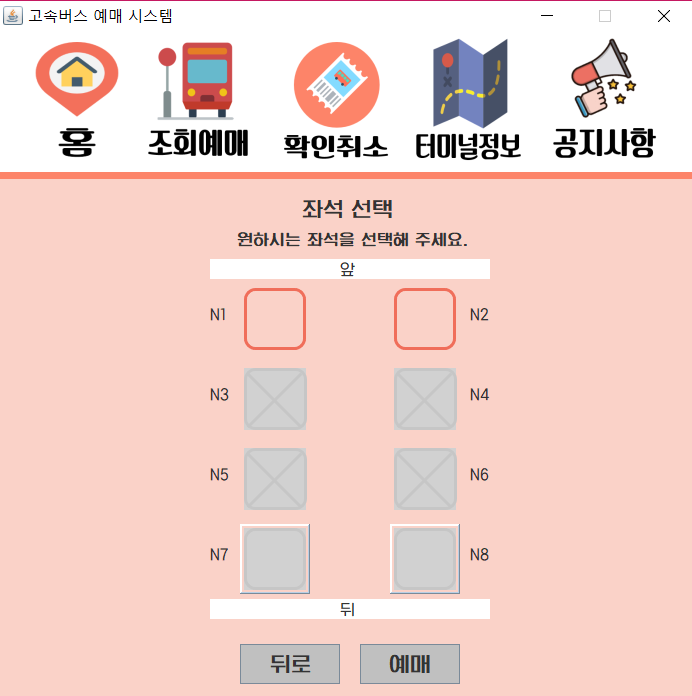 고속버스 예매 시스템
홈 조회예매 확인취소 터미널정보 공지사항
좌석 선택
원하시는 좌석을 선택해 주세요.
앞
N1 N2
N3 N4
N5 N6
N7 N8
뒤
뒤로 예매